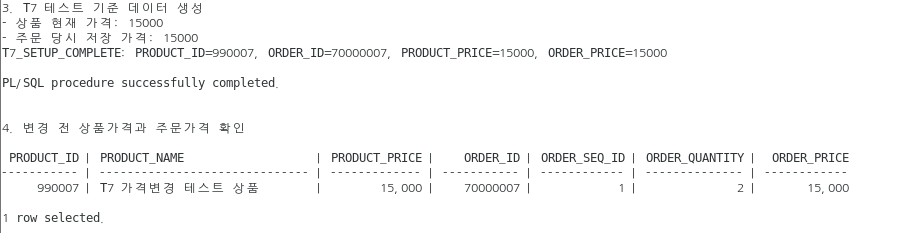 3. T7 테스트 기준 데이터 생성
- 상품 현재 가격: 15000
- 주문 당시 저장 가격: 15000
T7_SETUP_COMPLETE: PRODUCT_ID=990007, ORDER_ID=70000007, PRODUCT_PRICE=15000, ORDER_PRICE=15000
PL/SQL procedure successfully completed.
4. 변경 전 상품가격과 주문가격 확인
PRODUCT_ID | PRODUCT_NAME | PRODUCT_PRICE | ORDER_ID | ORDER_SEQ_ID | ORDER_QUANTITY | ORDER_PRICE
----------- | ------------------------------ | ------------- | ----------- | ------------ | -------------- | ------------
990007 | T7 가격변경 테스트 상품 | 15,000 | 70000007 | 1 | 2 | 15,000
1 row selected.